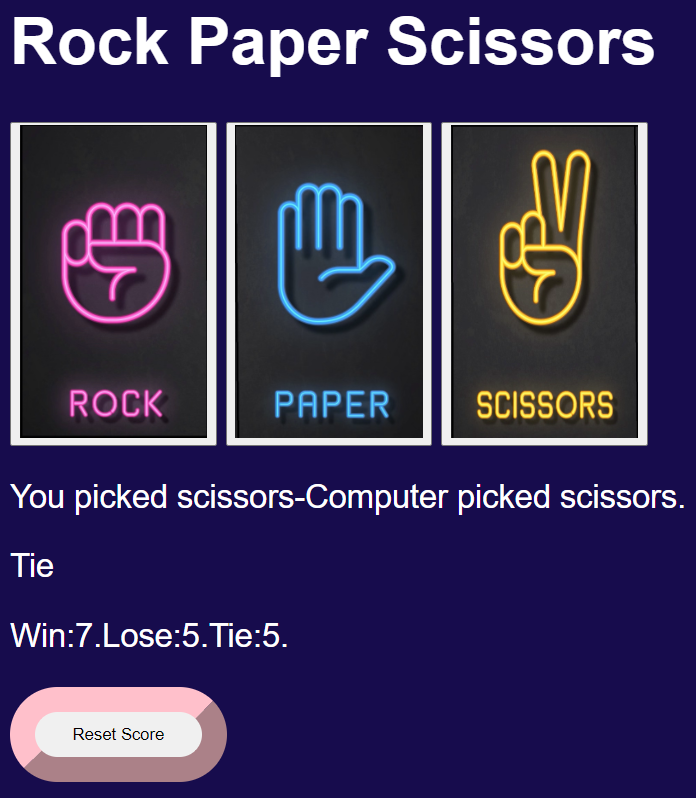 Rock Paper Scissors
ROCK PAPER SCISSORS
You picked scissors-Computer picked scissors.
Tie
Win:7.Lose:5.Tie:5.
Reset Score